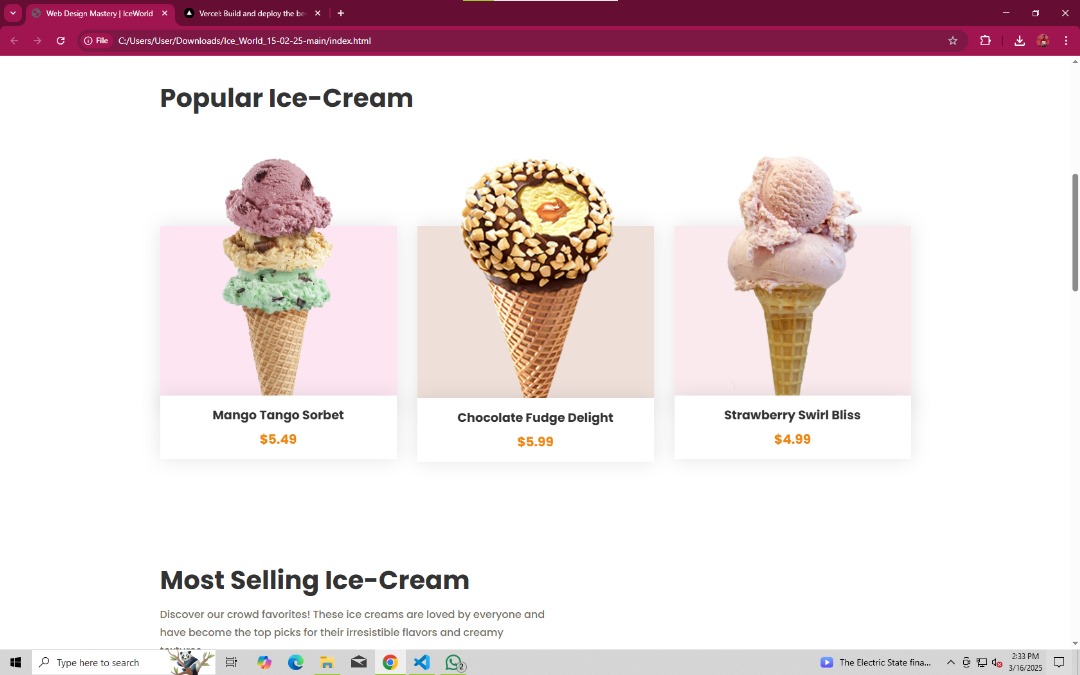 Web Design Mastery | IceWorld
Vercel: Build and deploy the be
File
C:/Users/User/Downloads/Ice_World_15-02-25-main/index.html
Popular Ice-Cream
Mango Tango Sorbet
$5.49
Chocolate Fudge Delight
$5.99
Strawberry Swirl Bliss
$4.99
Most Selling Ice-Cream
Discover our crowd favorites! These ice creams are loved by everyone and
have become the top picks for their irresistible flavors and creamy
Type here to search
2
The Electric State fina...
2:33 PM
3/16/2025